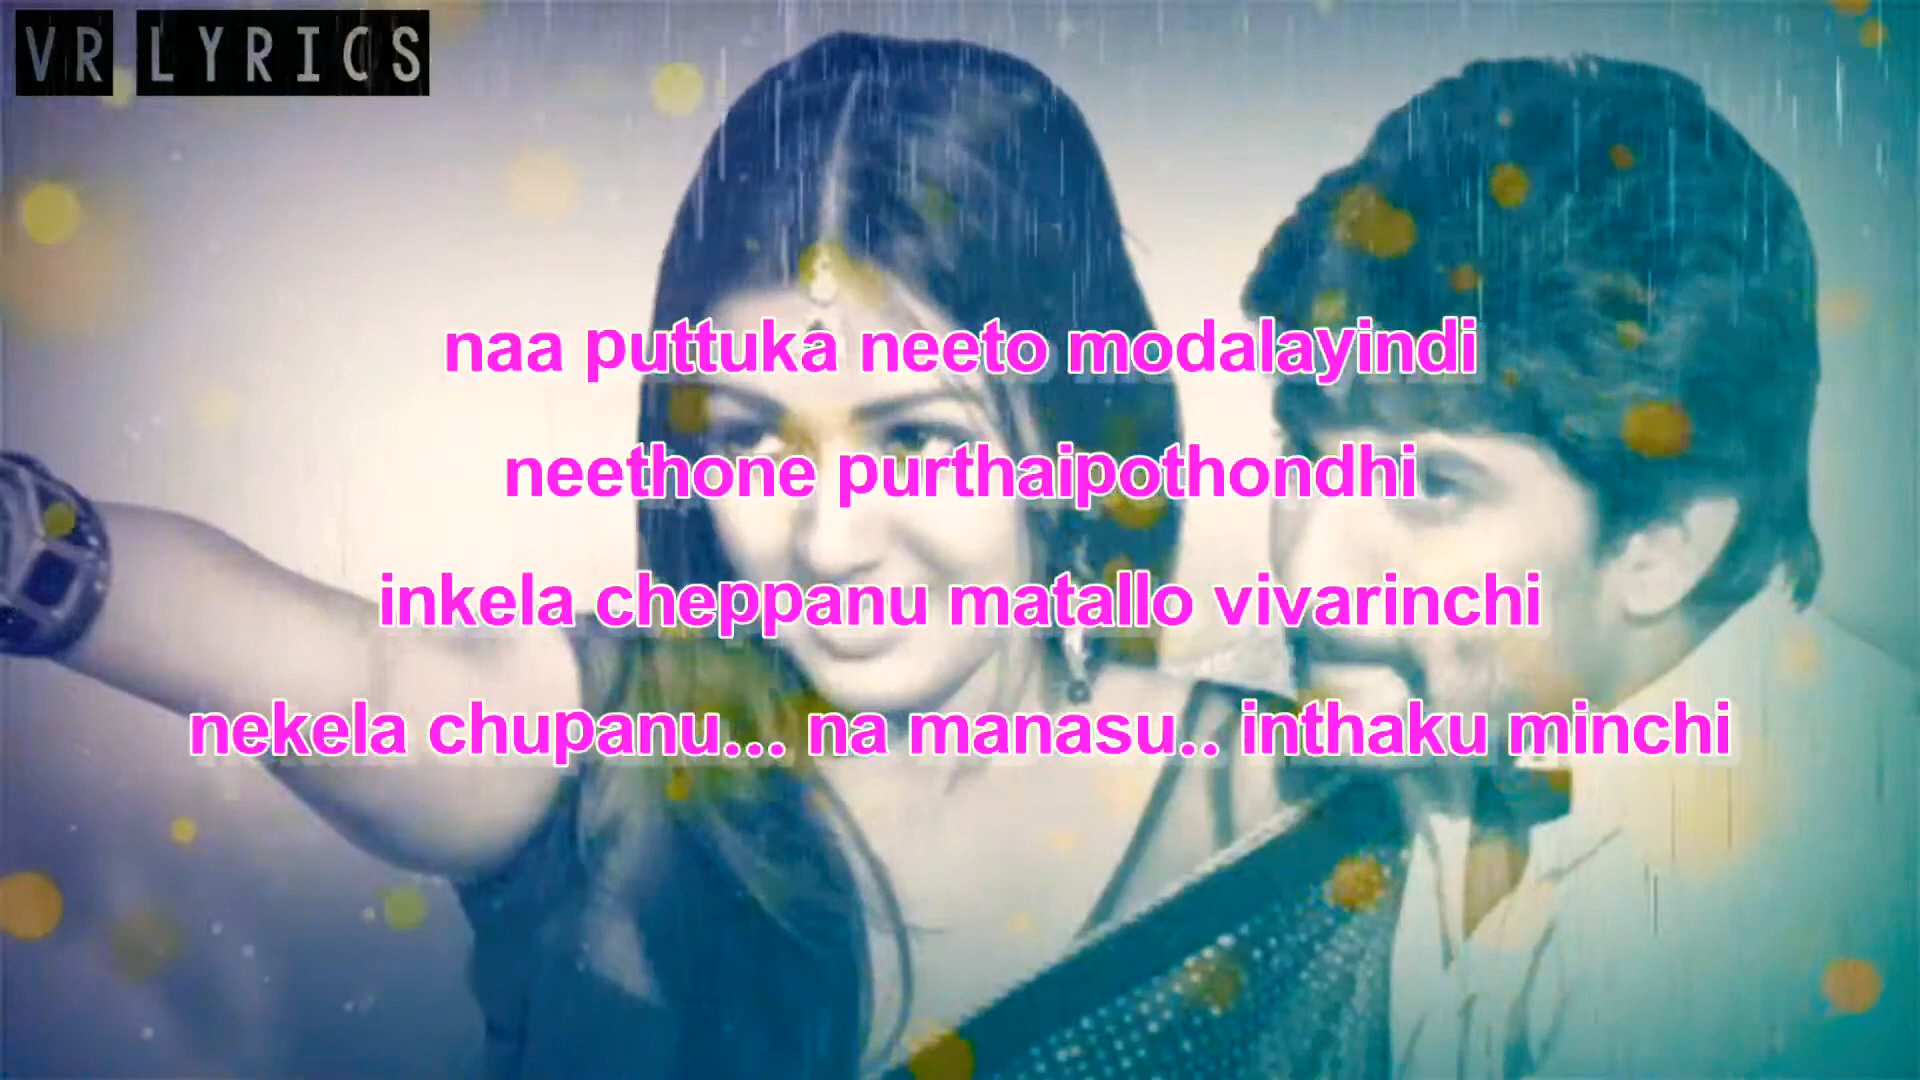 VR LYRICS
naa puttuka neeto modalayindi
neethone purthaipothondhi
inkela cheppanu matallo vivarinchi
nekela chupanu... na manasu.. inthaku minchi